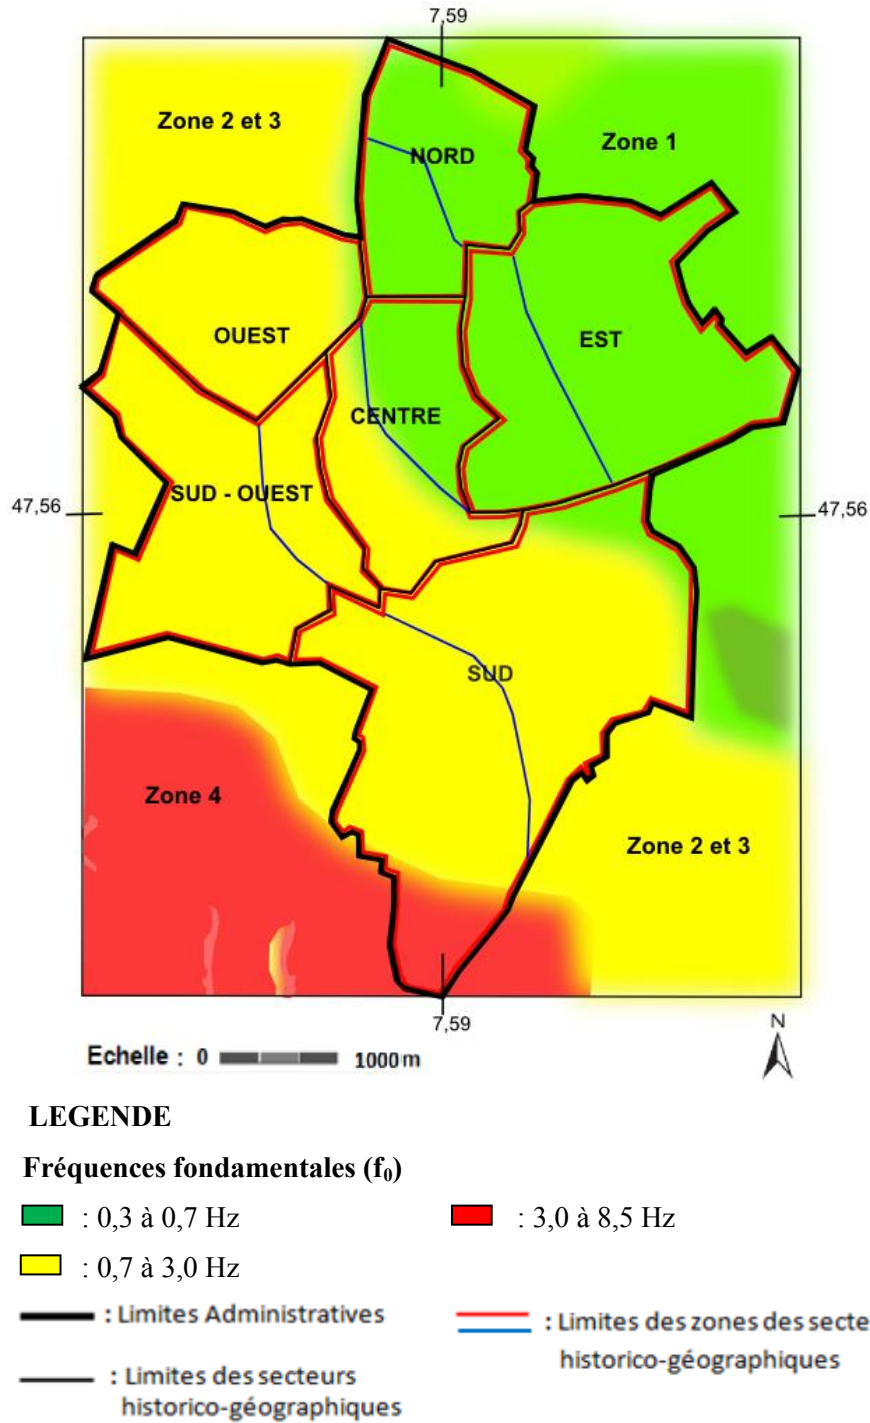 7,59
Zone 2 et 3
NORD
Zone 1
OUEST
EST
CENTRE
SUD - OUEST
47,56
47,56
SUD
Zone 4
Zone 2 et 3
7,59
N
Echelle : 0 1000 m
LEGENDE
Fréquences fondamentales (f₀)
: 0,3 à 0,7 Hz
: 3,0 à 8,5 Hz
: 0,7 à 3,0 Hz
: Limites Administratives
: Limites des zones des secte
historico-géographiques
: Limites des secteurs
historico-géographiques